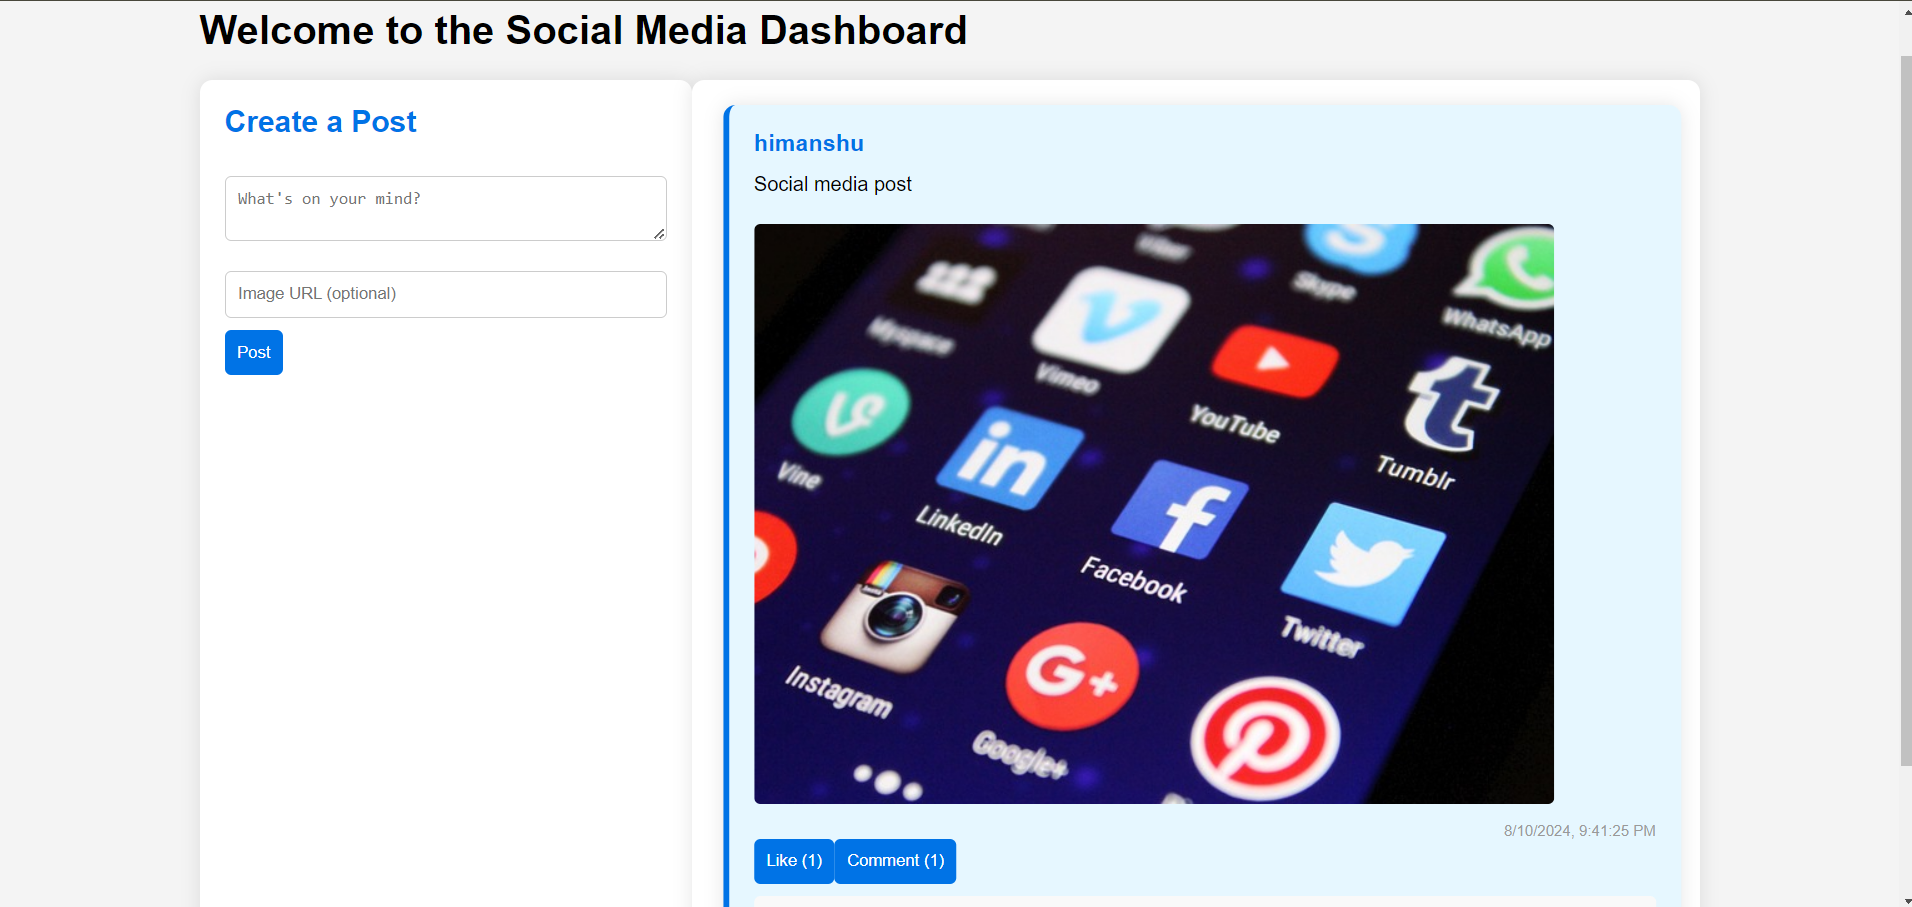 Welcome to the Social Media Dashboard
Create a Post
What's on your mind?
Image URL (optional)
Post
himanshu
Social media post
Viber
Skype
WhatsApp
Myspace
Vimeo
YouTube
Tumblr
Vine
in
LinkedIn
f
Facebook
t
Twitter
Instagram
G+
Google+
8/10/2024, 9:41:25 PM
Like (1)
Comment (1)